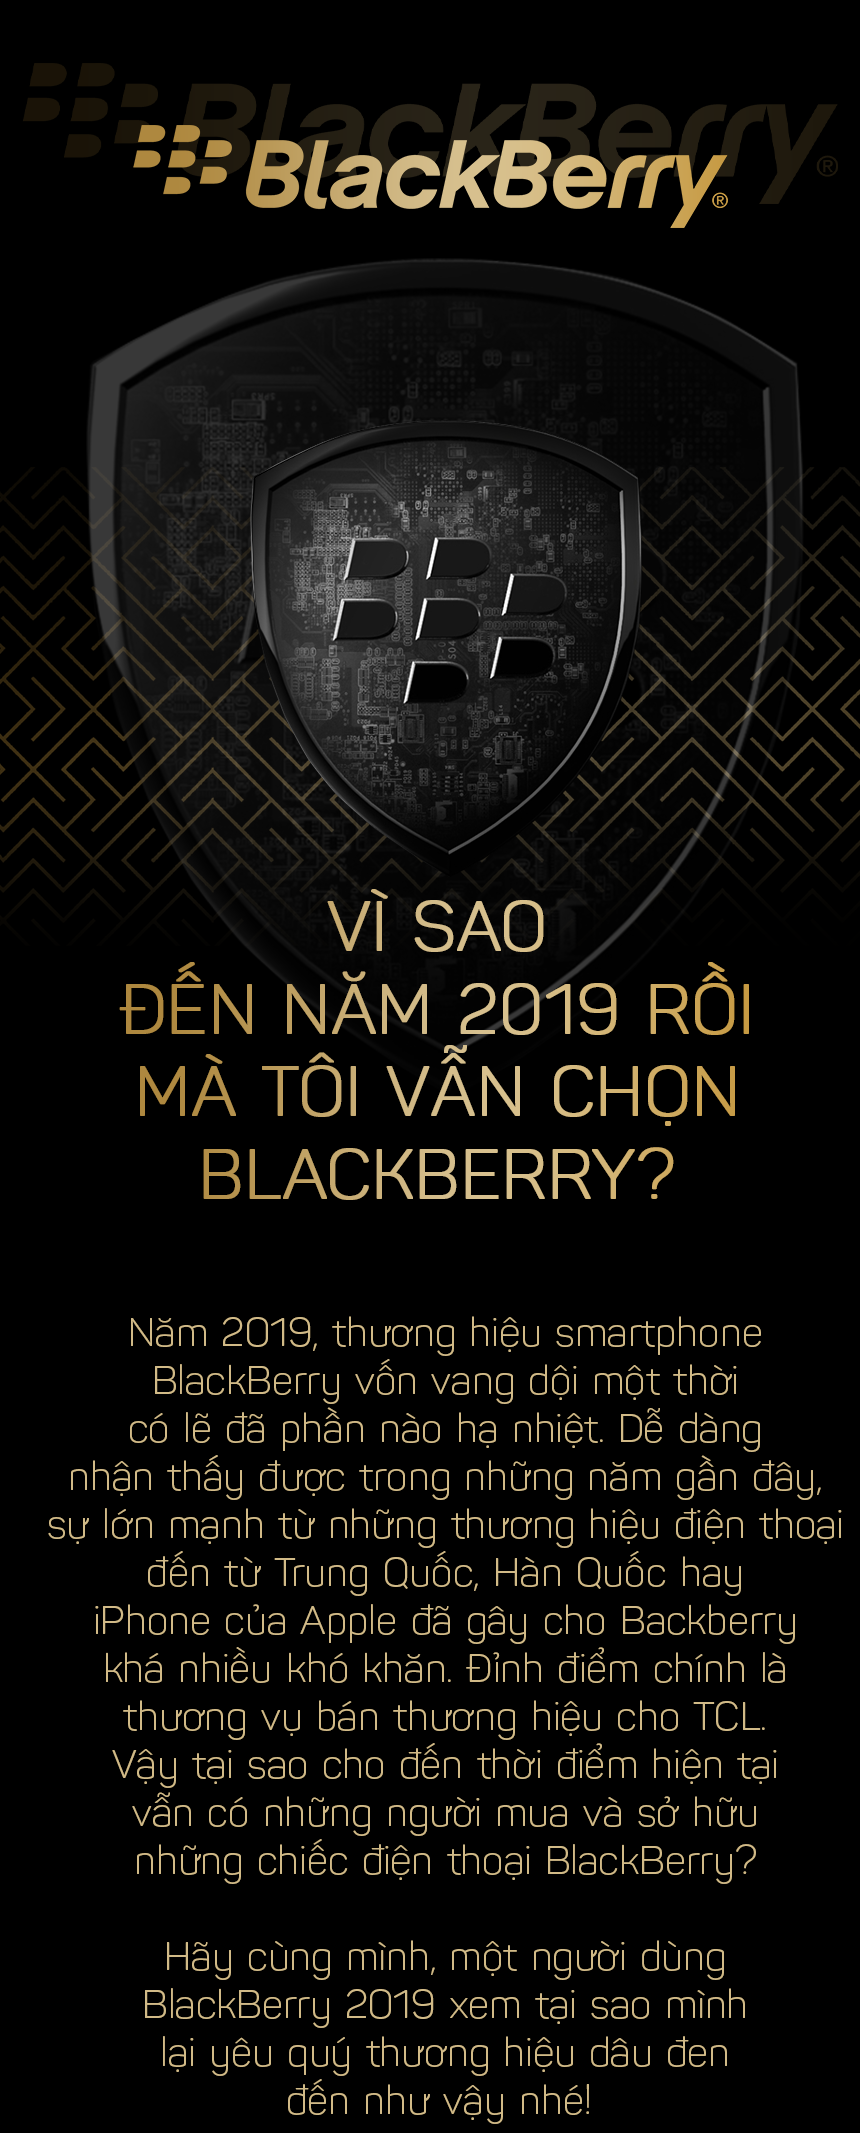 BlackBerry
BlackBerry®
VÌ SAO
ĐẾN NĂM 2019 RỒI
MÀ TÔI VẪN CHỌN
BLACKBERRY?
Năm 2019, thương hiệu smartphone
BlackBerry vốn vang dội một thời
có lẽ đã phần nào hạ nhiệt. Dễ dàng
nhận thấy được trong những năm gần đây,
sự lớn mạnh từ những thương hiệu điện thoại
đến từ Trung Quốc, Hàn Quốc hay
iPhone của Apple đã gây cho Backberry
khá nhiều khó khăn. Đỉnh điểm chính là
thương vụ bán thương hiệu cho TCL.
Vậy tại sao cho đến thời điểm hiện tại
vẫn có những người mua và sở hữu
những chiếc điện thoại BlackBerry?
Hãy cùng mình, một người dùng
BlackBerry 2019 xem tại sao mình
lại yêu quý thương hiệu dâu đen
đến như vậy nhé!